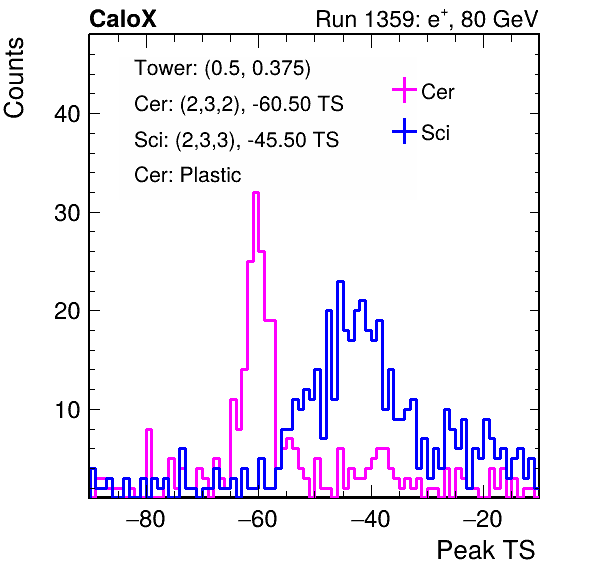 CaloX Run 1359: e⁺, 80 GeV
Counts
Tower: (0.5, 0.375)
Cer: (2,3,2), -60.50 TS
Sci: (2,3,3), -45.50 TS
Cer: Plastic
Cer
Sci
40
30
20
10
−80 −60 −40 −20
Peak TS